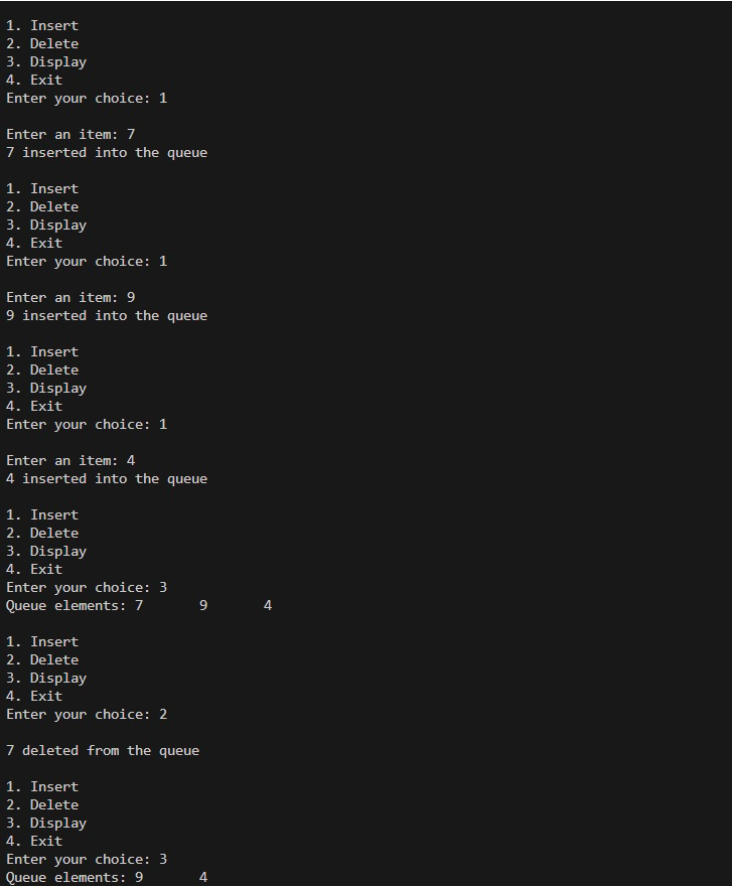 1. Insert
2. Delete
3. Display
4. Exit
Enter your choice: 1
Enter an item: 7
7 inserted into the queue
1. Insert
2. Delete
3. Display
4. Exit
Enter your choice: 1
Enter an item: 9
9 inserted into the queue
1. Insert
2. Delete
3. Display
4. Exit
Enter your choice: 1
Enter an item: 4
4 inserted into the queue
1. Insert
2. Delete
3. Display
4. Exit
Enter your choice: 3
Queue elements: 7       9       4
1. Insert
2. Delete
3. Display
4. Exit
Enter your choice: 2
7 deleted from the queue
1. Insert
2. Delete
3. Display
4. Exit
Enter your choice: 3
Queue elements: 9       4